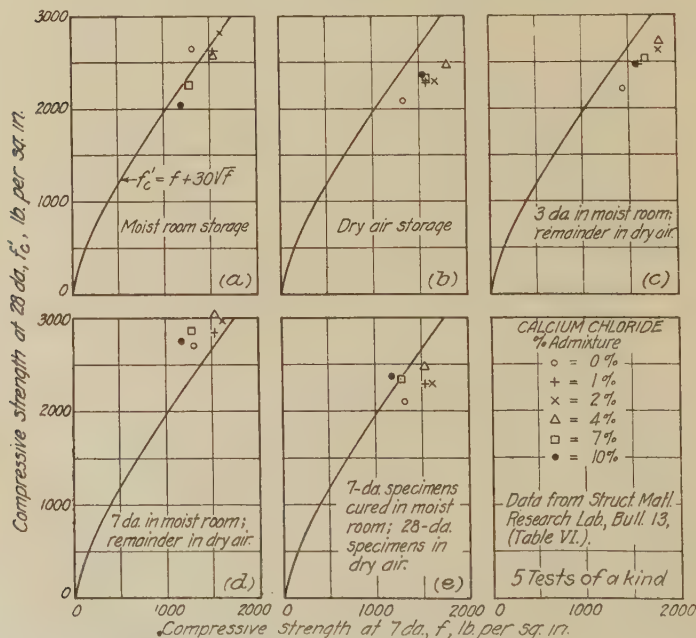 Compressive strength at 28 da., f'c, lb. per sq. in.
3000
2000
1000
0
f'c = f + 30√f
Moist room storage
(a)
Dry air storage
(b)
3 da. in moist room;
remainder in dry air.
(c)
3000
2000
1000
0
7 da. in moist room;
remainder in dry air.
(d)
7-da. specimens
cured in moist
room; 28-da.
specimens in
dry air.
(e)
CALCIUM CHLORIDE
% Admixture
○ = 0%
+ = 1%
× = 2%
△ = 4%
□ = 7%
● = 10%
Data from Struct. Matl.
Research Lab., Bull. 13,
(Table VI.).
5 Tests of a kind
0 1000 2000 0 1000 2000 1000 2000
Compressive strength at 7 da., f, lb. per sq. in.